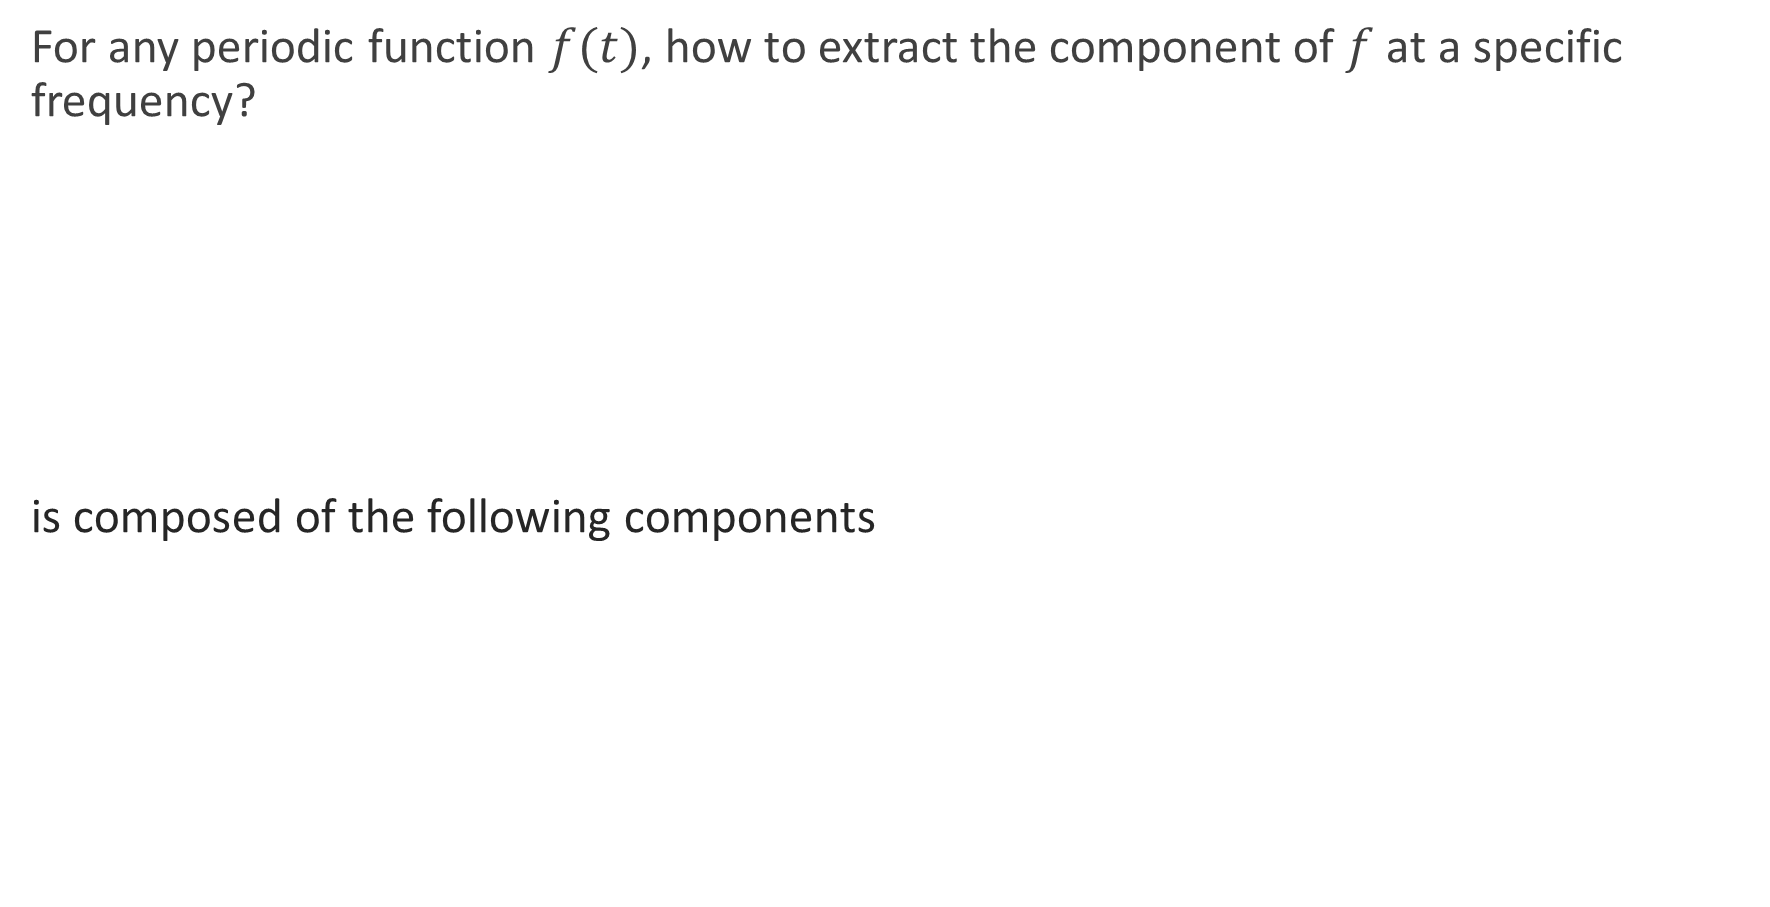 For any periodic function f(t), how to extract the component of f at a specific
frequency?
is composed of the following components